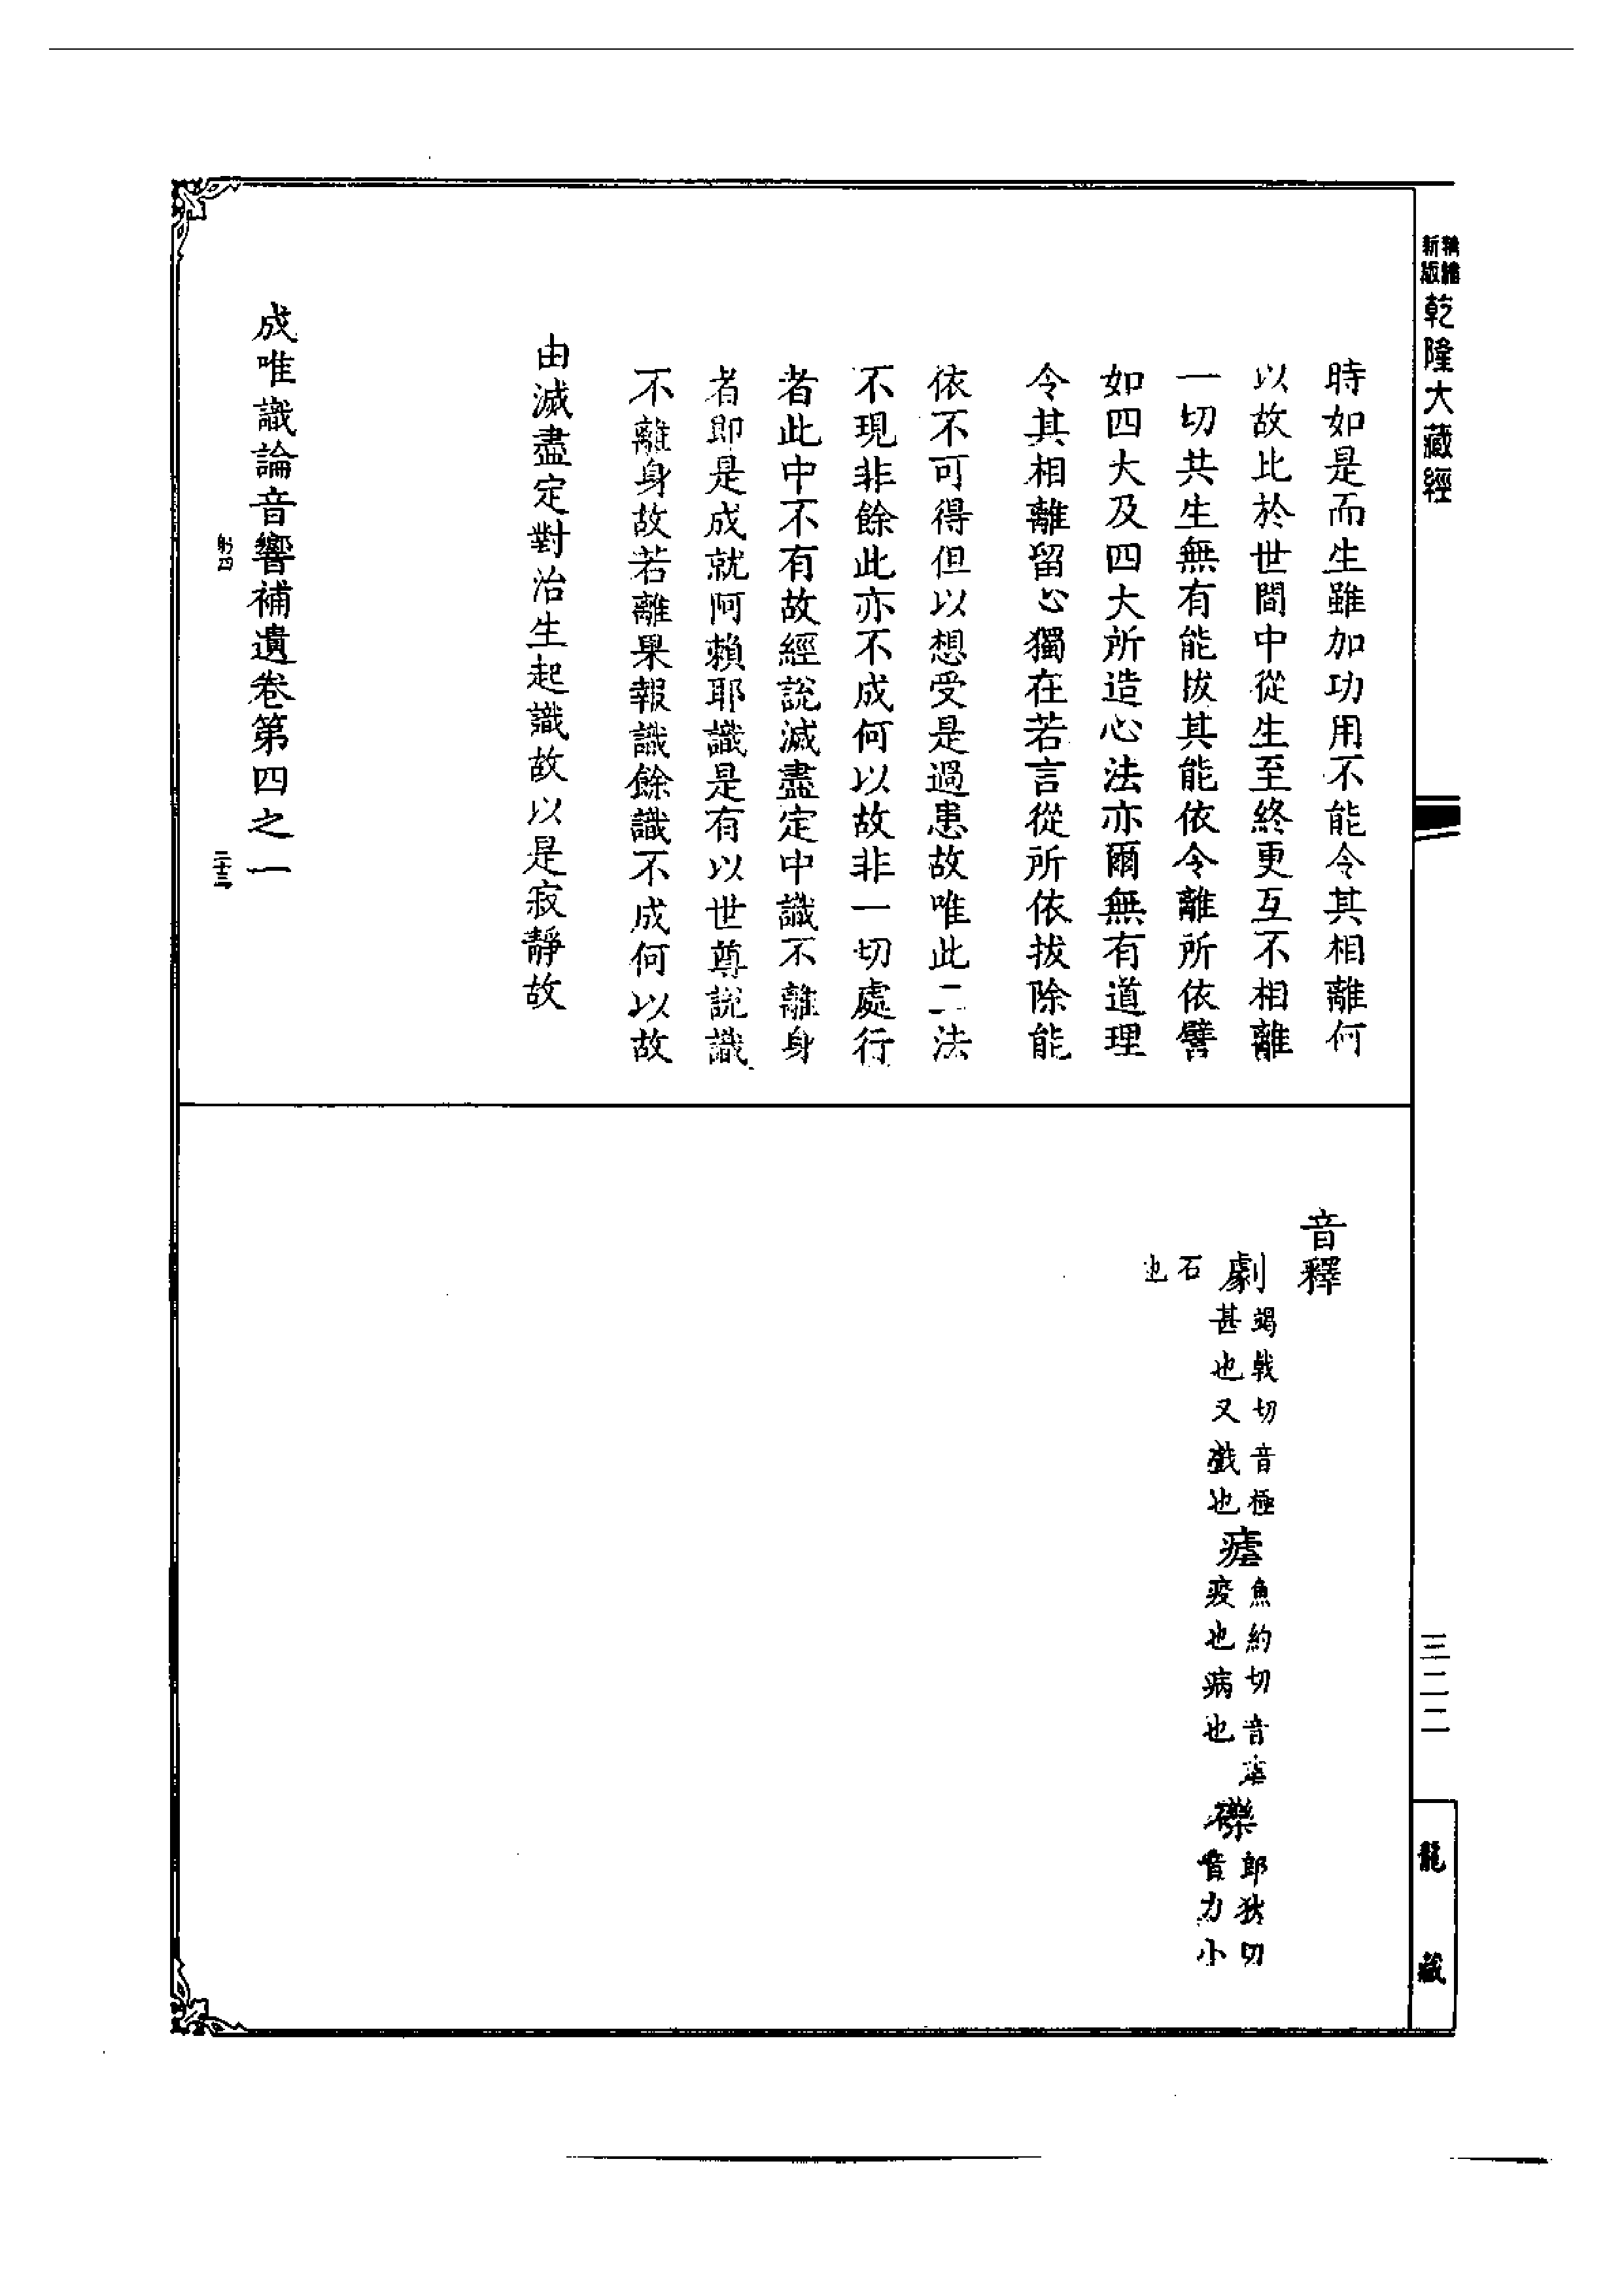 新版
乾隆大藏經
三二二
龍藏
時如是而生雖加功用不能令其相離何
以故比於世間中從生至終更互不相離
一切共生無有能拔其能依令離所依譬
如四大及四大所造心法亦爾無有道理
令其相離留心獨在若言從所依拔除能
依不可得但以想受是過患故唯此二法
不現非餘此亦不成何以故非一切處行
者此中不有故經說滅盡定中識不離身
者即是成就阿賴耶識是有以世尊說識
不離身故若離果報識餘識不成何以故
由滅盡定對治生起識故以是寂靜故
成唯識論音響補遺卷第四之一
躬四
二十三
音釋
劇
竭戟切音極
甚也又戲也
瘧
魚約切音虐
疫也病也
礫
郎狄切
音力小
石
也